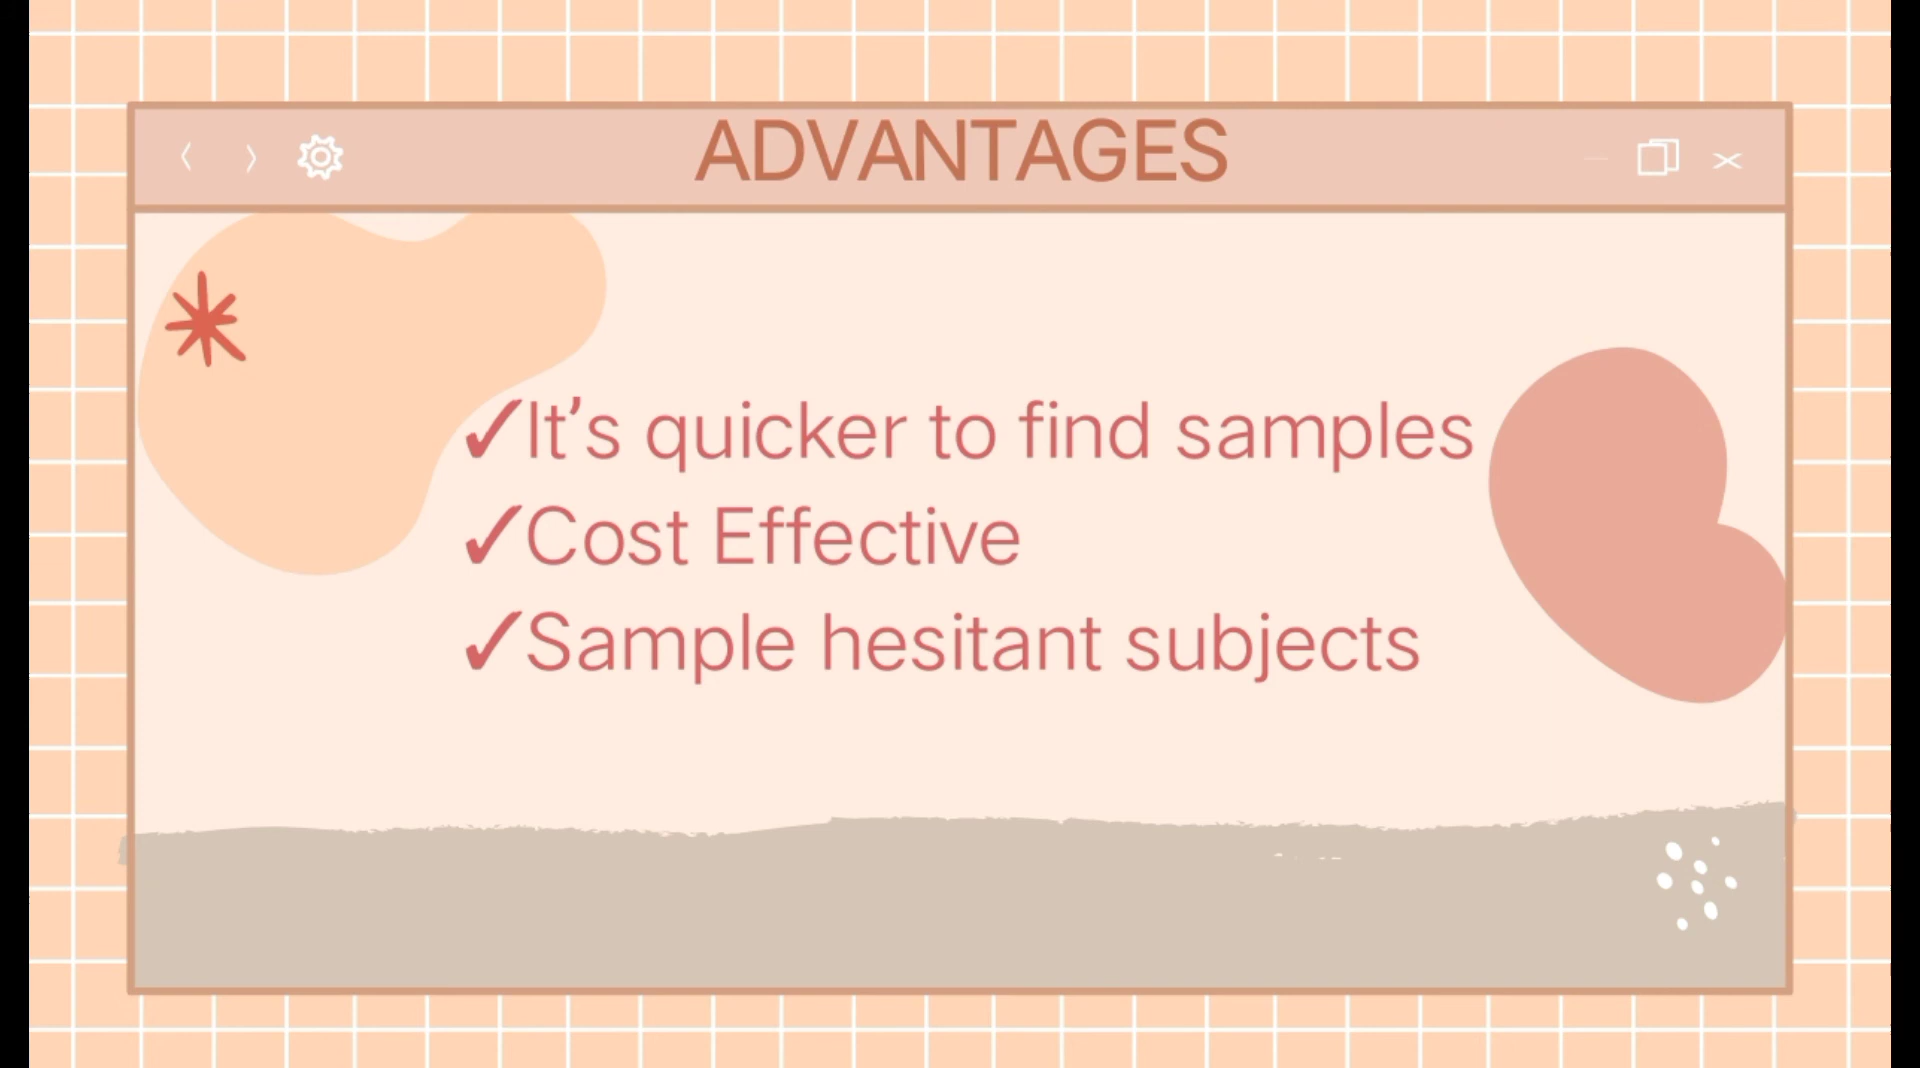 ADVANTAGES
✓It’s quicker to find samples
✓Cost Effective
✓Sample hesitant subjects